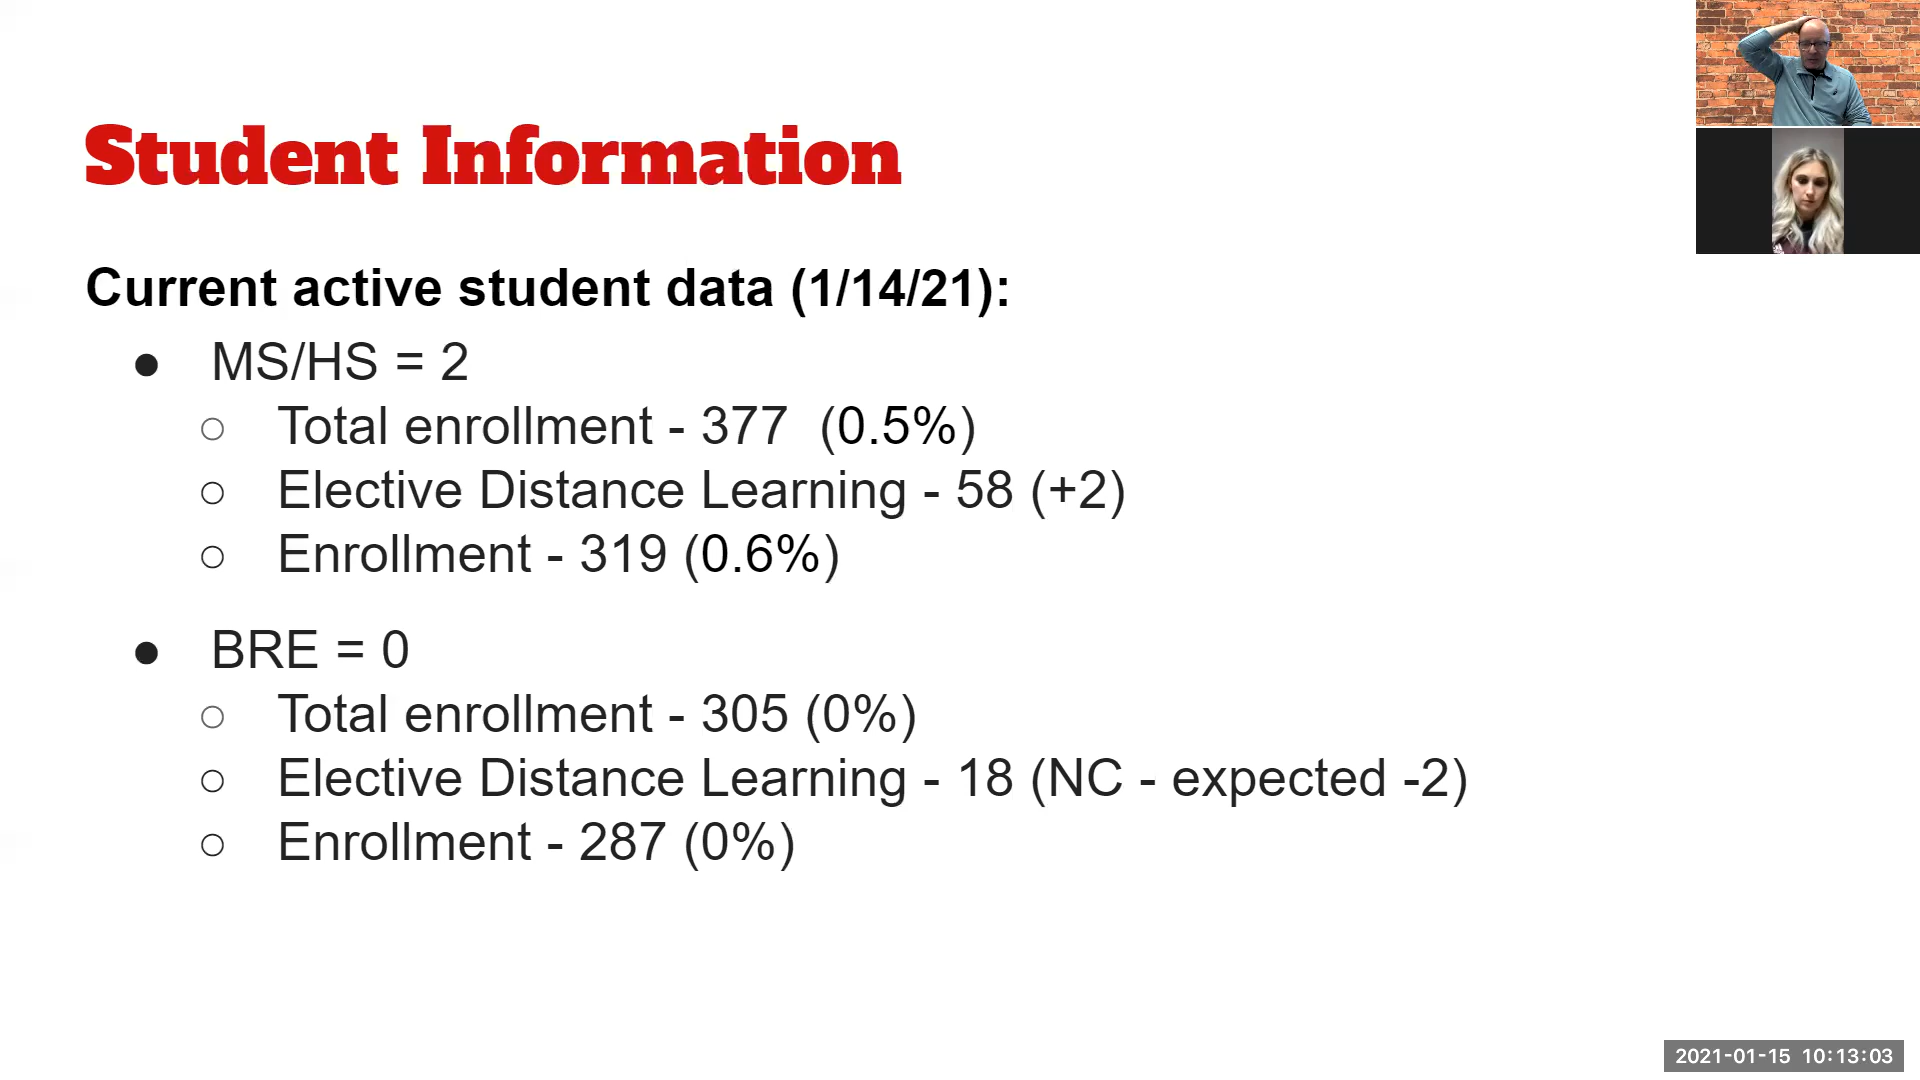 Student Information
Current active student data (1/14/21):
● MS/HS = 2
○ Total enrollment - 377 (0.5%)
○ Elective Distance Learning - 58 (+2)
○ Enrollment - 319 (0.6%)
● BRE = 0
○ Total enrollment - 305 (0%)
○ Elective Distance Learning - 18 (NC - expected -2)
○ Enrollment - 287 (0%)
2021-01-15 10:13:03